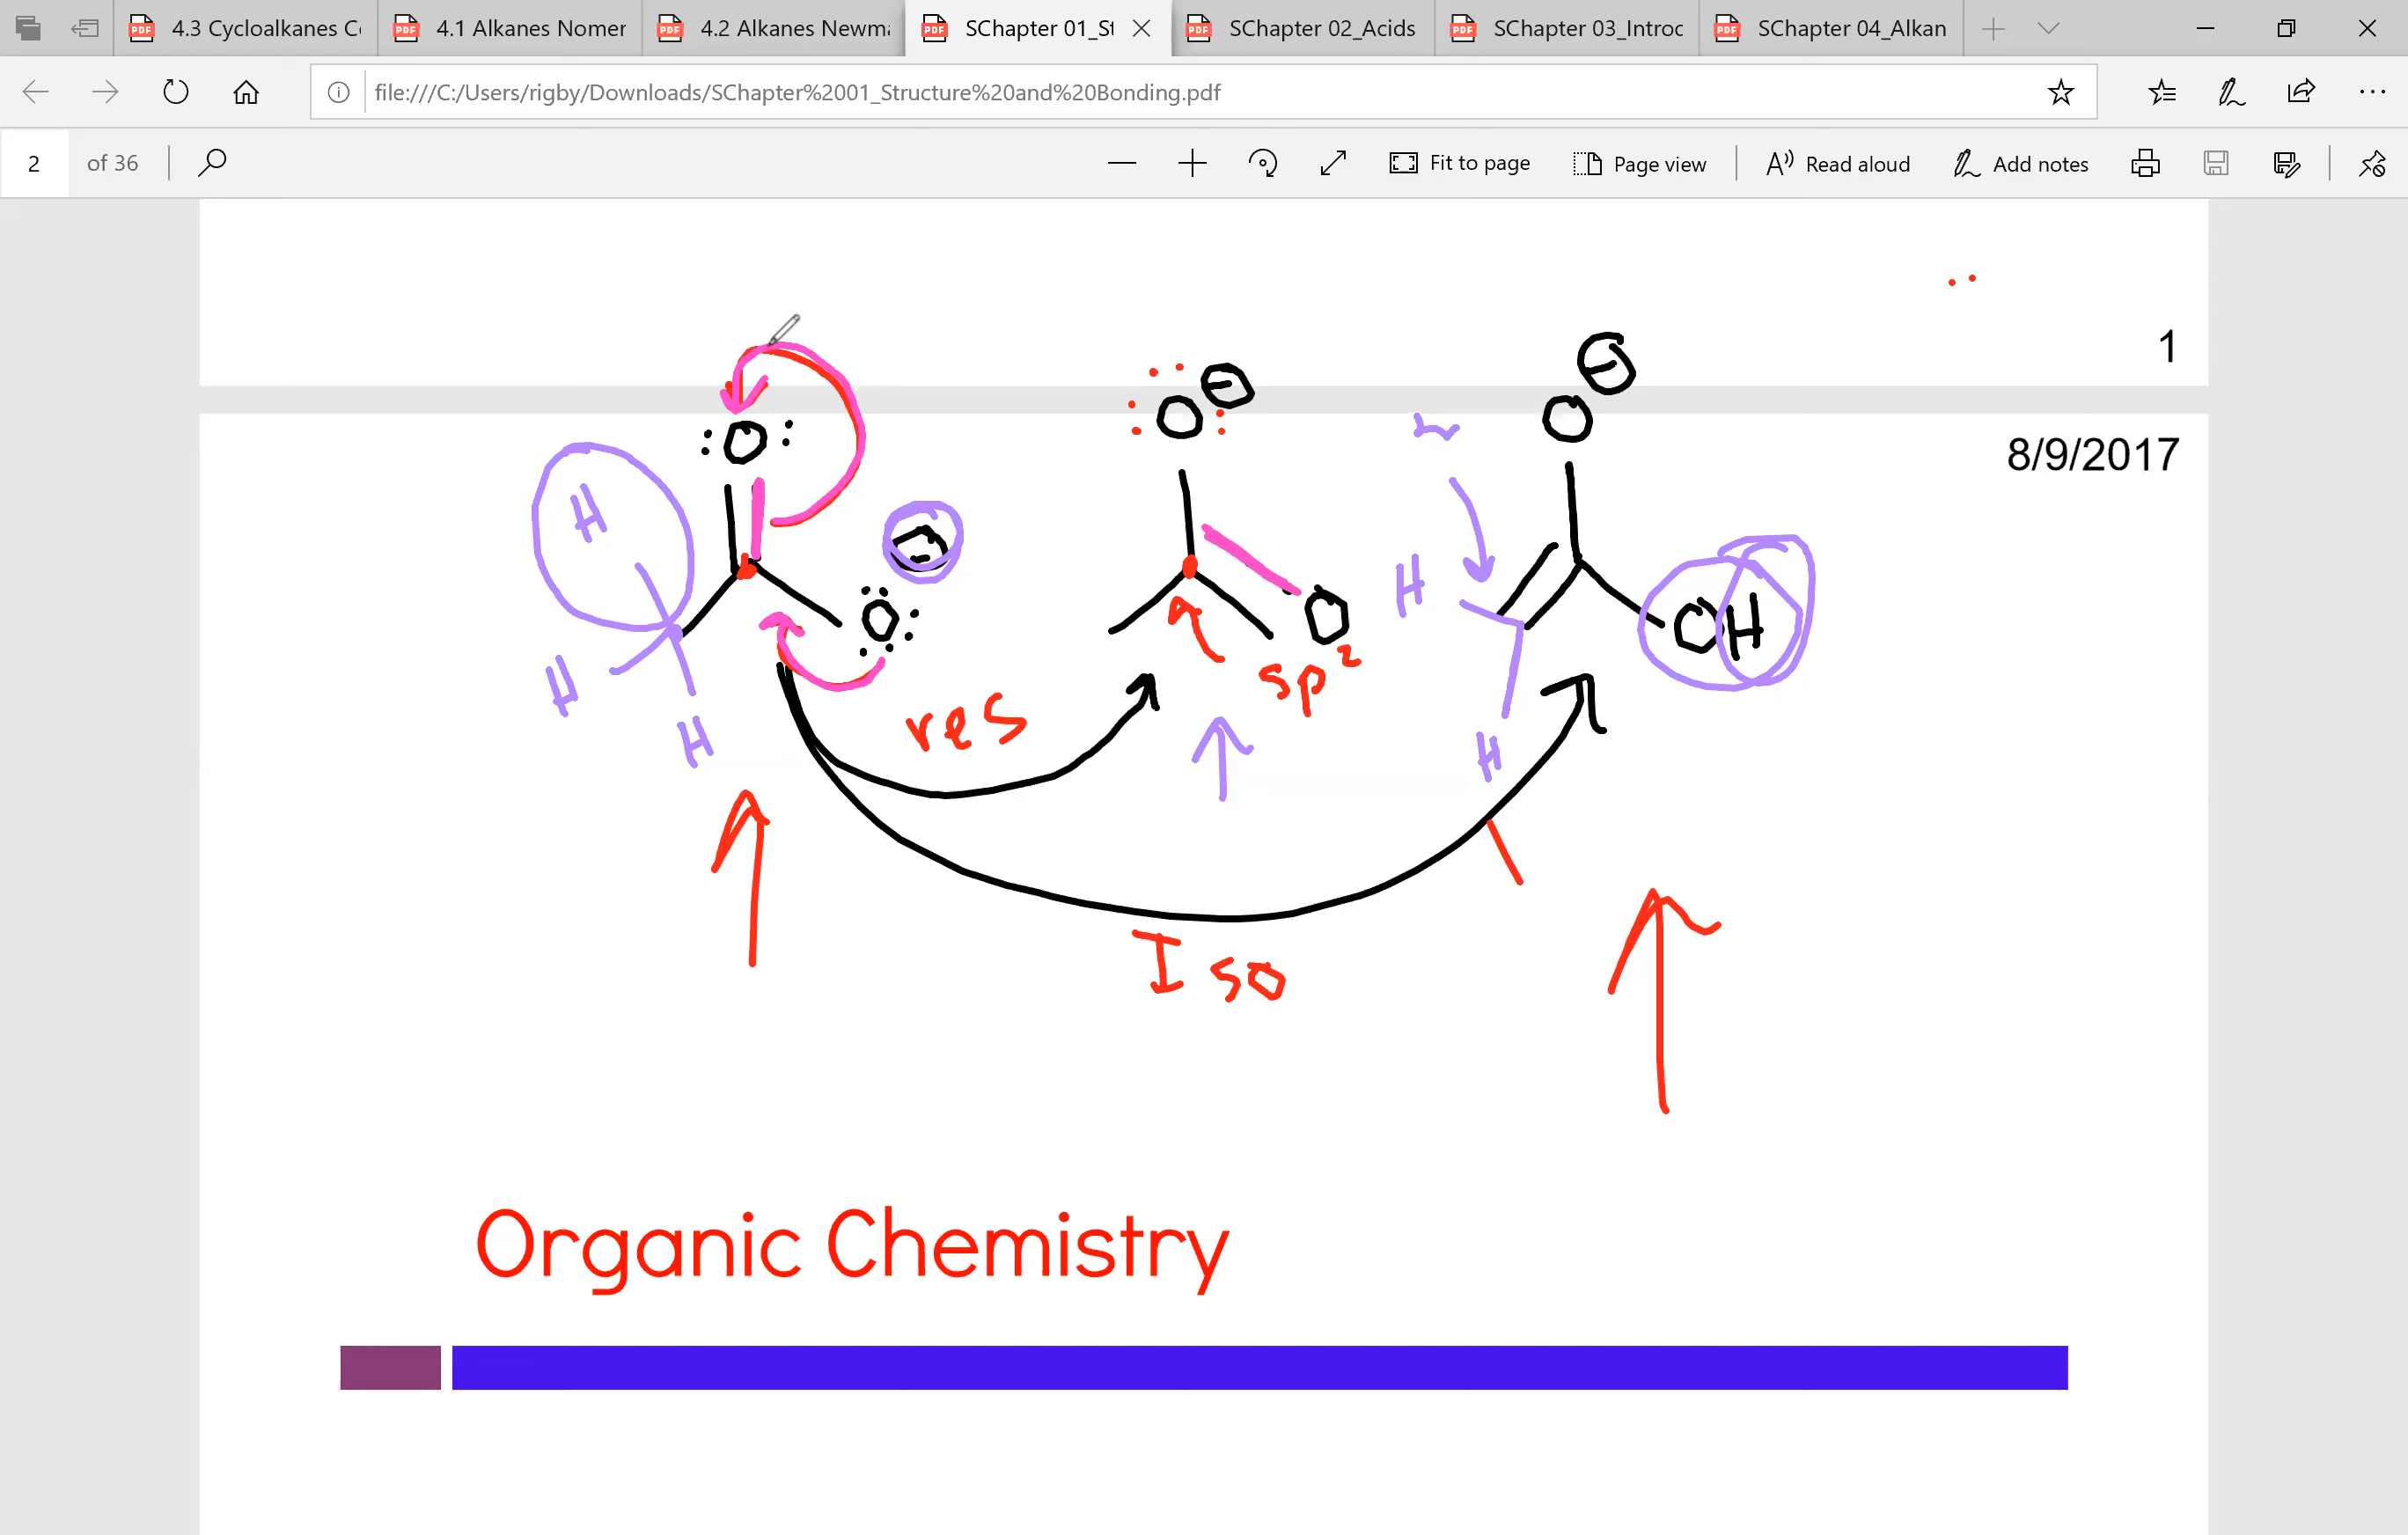 4.3 Cycloalkanes C
4.1 Alkanes Nomer
4.2 Alkanes Newm
SChapter 01_St
SChapter 02_Acids
SChapter 03_Introd
SChapter 04_Alkan
file:///C:/Users/rigby/Downloads/SChapter%2001_Structure%20and%20Bonding.pdf
2 of 36
Fit to page
Page view
Read aloud
Add notes
1
8/9/2017
O O O
H
H O H O OH
sp²
H res H
Iso
Organic Chemistry